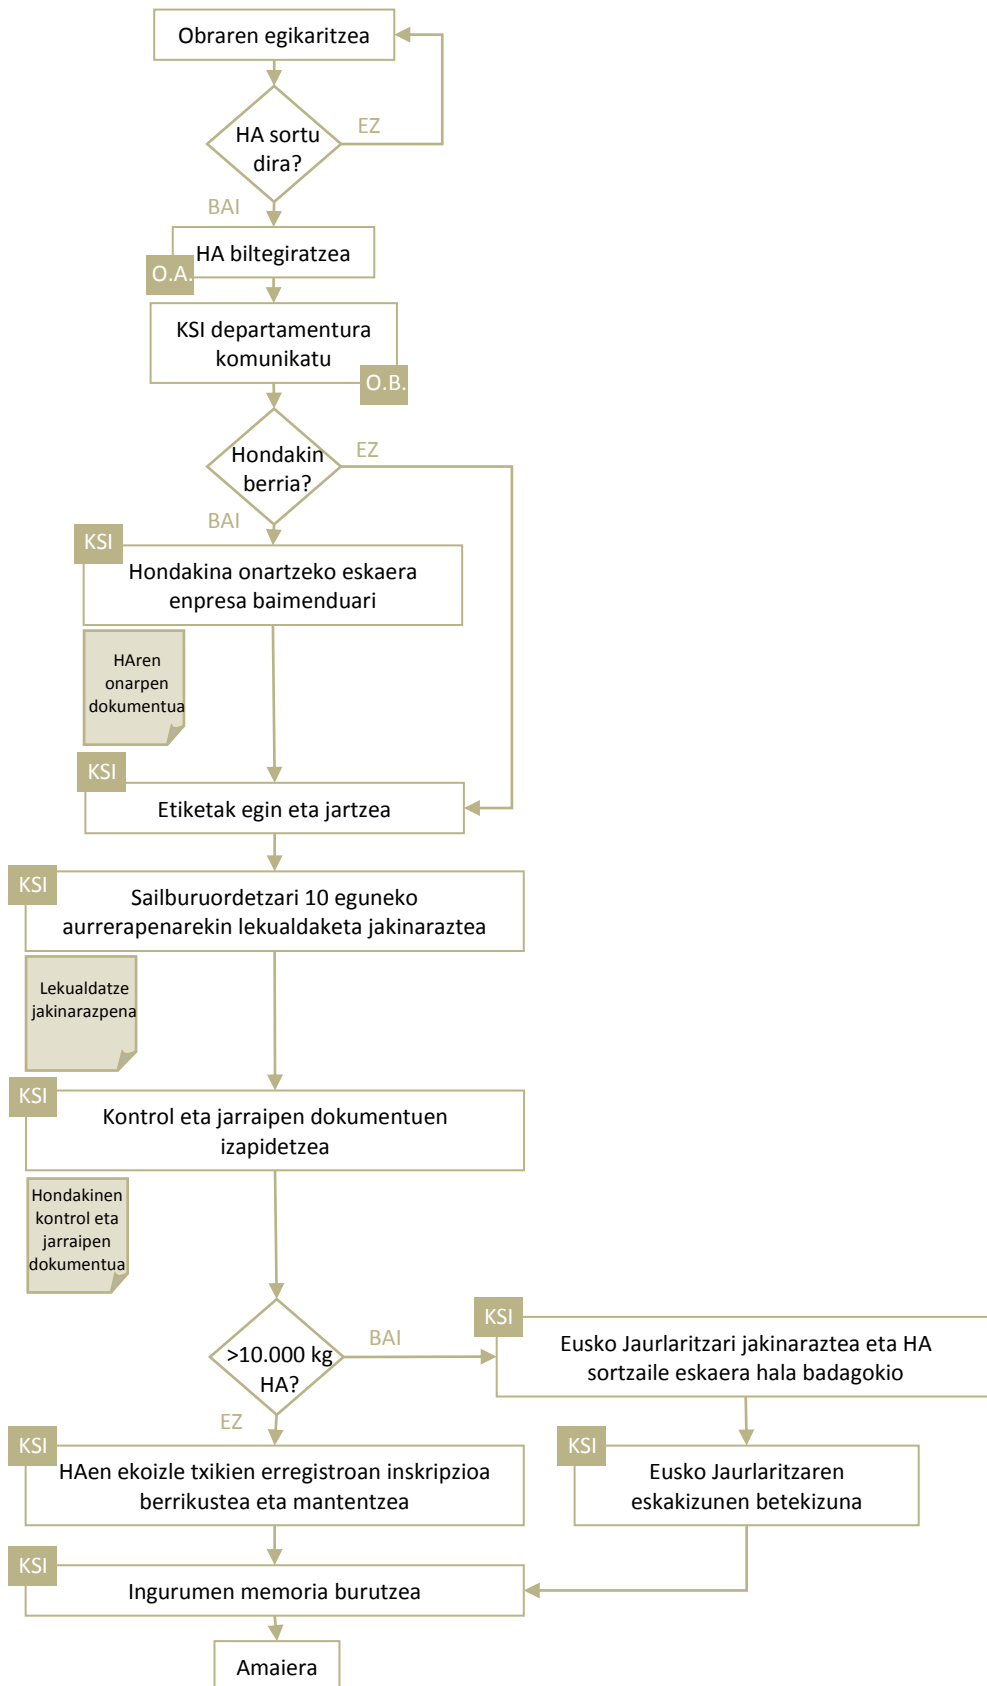 Obraren egikaritzea
EZ
HA sortu
dira?
BAI
HA biltegiratzea
O.A.
KSI departamentura
komunikatu
O.B.
EZ
Hondakin
berria?
BAI
KSI
Hondakina onartzeko eskaera
enpresa baimenduari
HAren
onarpen
dokumentua
KSI
Etiketak egin eta jartzea
KSI
Sailburuordetzari 10 eguneko
aurrerapenarekin lekualdaketa jakinaraztea
Lekualdatze
jakinarazpena
KSI
Kontrol eta jarraipen dokumentuen
izapidetzea
Hondakinen
kontrol eta
jarraipen
dokumentua
>10.000 kg
HA?
BAI
KSI
Eusko Jaurlaritzari jakinaraztea eta HA
sortzaile eskaera hala badagokio
EZ
KSI
HAen ekoizle txikien erregistroan inskripzioa
berrikustea eta mantentzea
KSI
Eusko Jaurlaritzaren
eskakizunen betekizuna
KSI
Ingurumen memoria burutzea
Amaiera